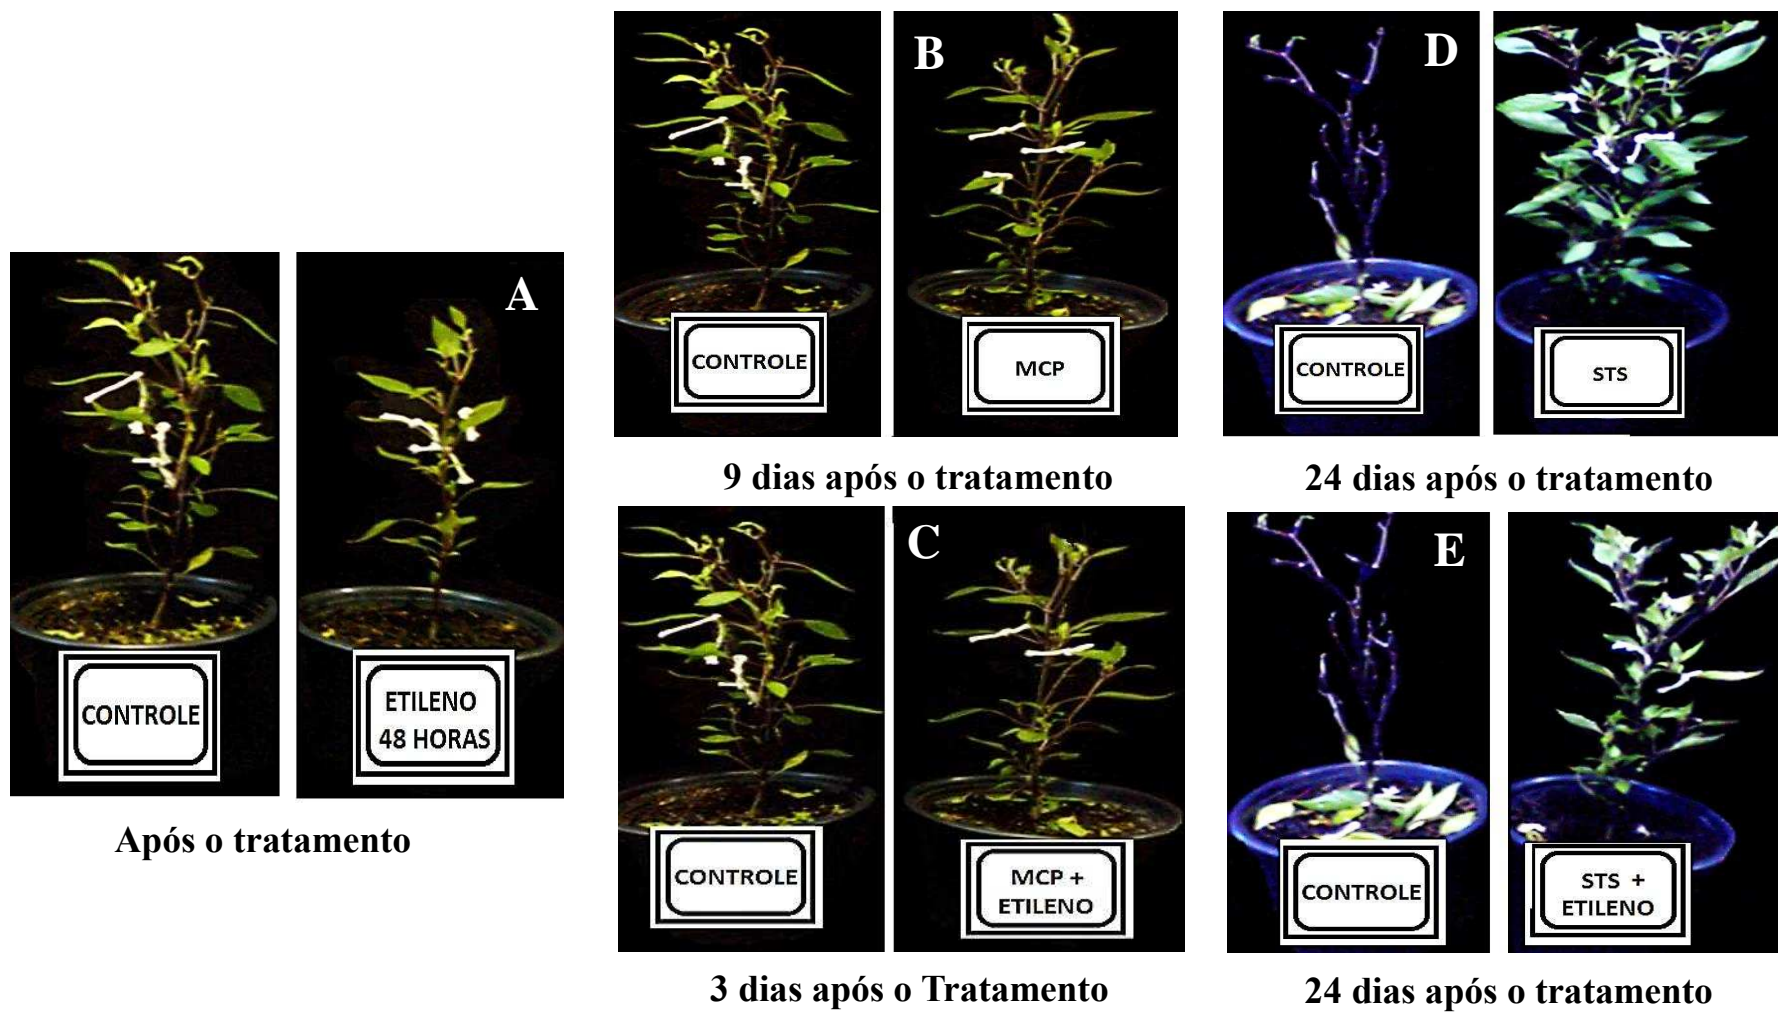 A
CONTROLE
ETILENO
48 HORAS
Após o tratamento
B
CONTROLE
MCP
9 dias após o tratamento
C
CONTROLE
MCP +
ETILENO
3 dias após o Tratamento
D
CONTROLE
STS
24 dias após o tratamento
E
CONTROLE
STS +
ETILENO
24 dias após o tratamento